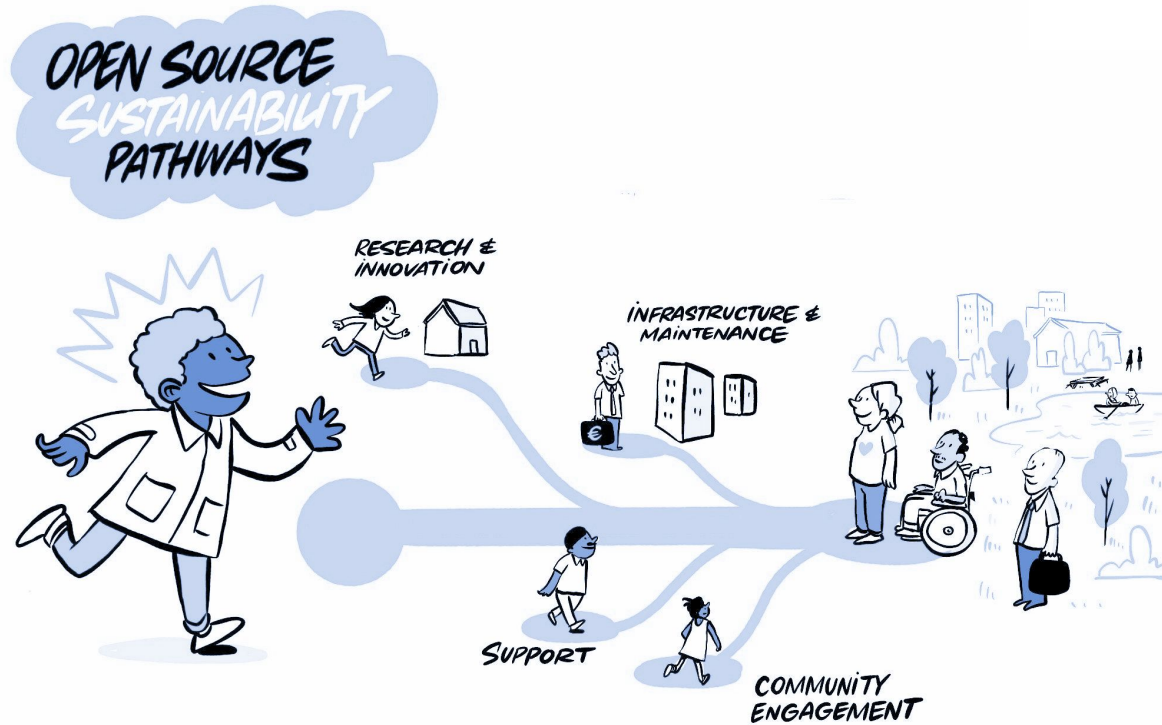 OPEN SOURCE
SUSTAINABILITY
PATHWAYS
RESEARCH &
INNOVATION
INFRASTRUCTURE &
MAINTENANCE
€
SUPPORT
COMMUNITY
ENGAGEMENT